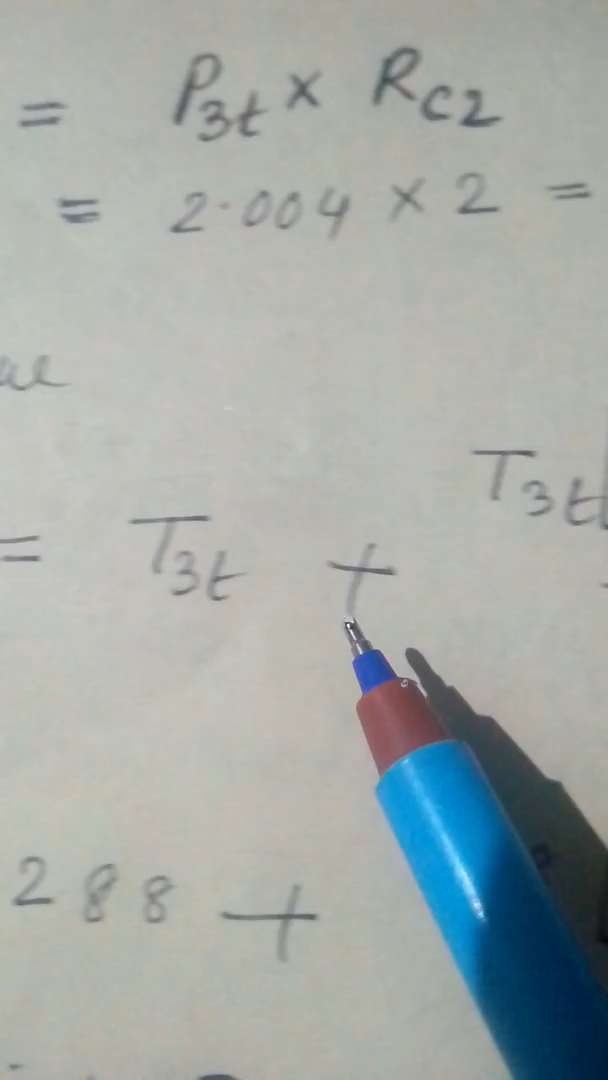 = P3t × RC2
= 2.004 × 2 =
= T3t + T3t
288 +